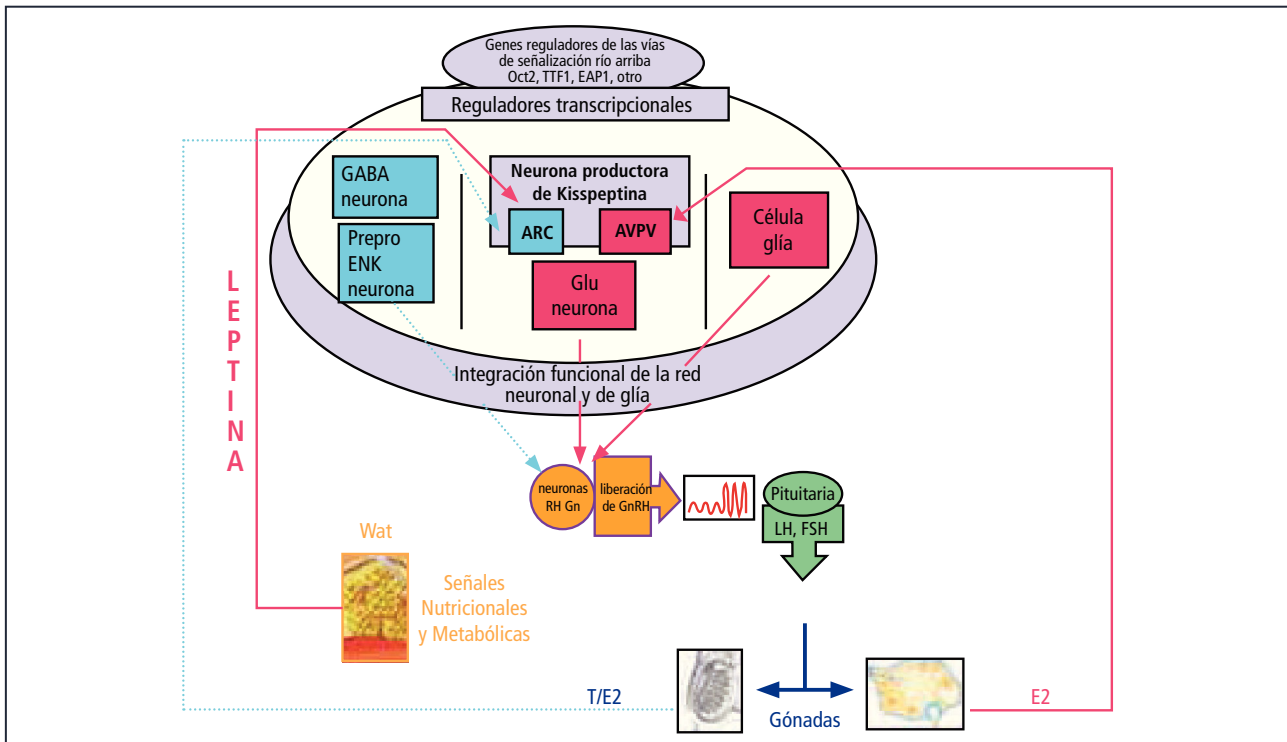 Genes reguladores de las vías
de señalización río arriba
Oct2, TTF1, EAP1, otro
Reguladores transcripcionales
GABA
neurona
Prepro
ENK
neurona
Neurona productora
de Kisspeptina
ARC
AVPV
Glu
neurona
Célula
glía
Integración funcional de la red
neuronal y de glía
LEPTINA
neuronas
RH Gn
liberación
de GnRH
Pituitaria
LH, FSH
Wat
Señales
Nutricionales
y Metabólicas
T/E2
Gónadas
E2